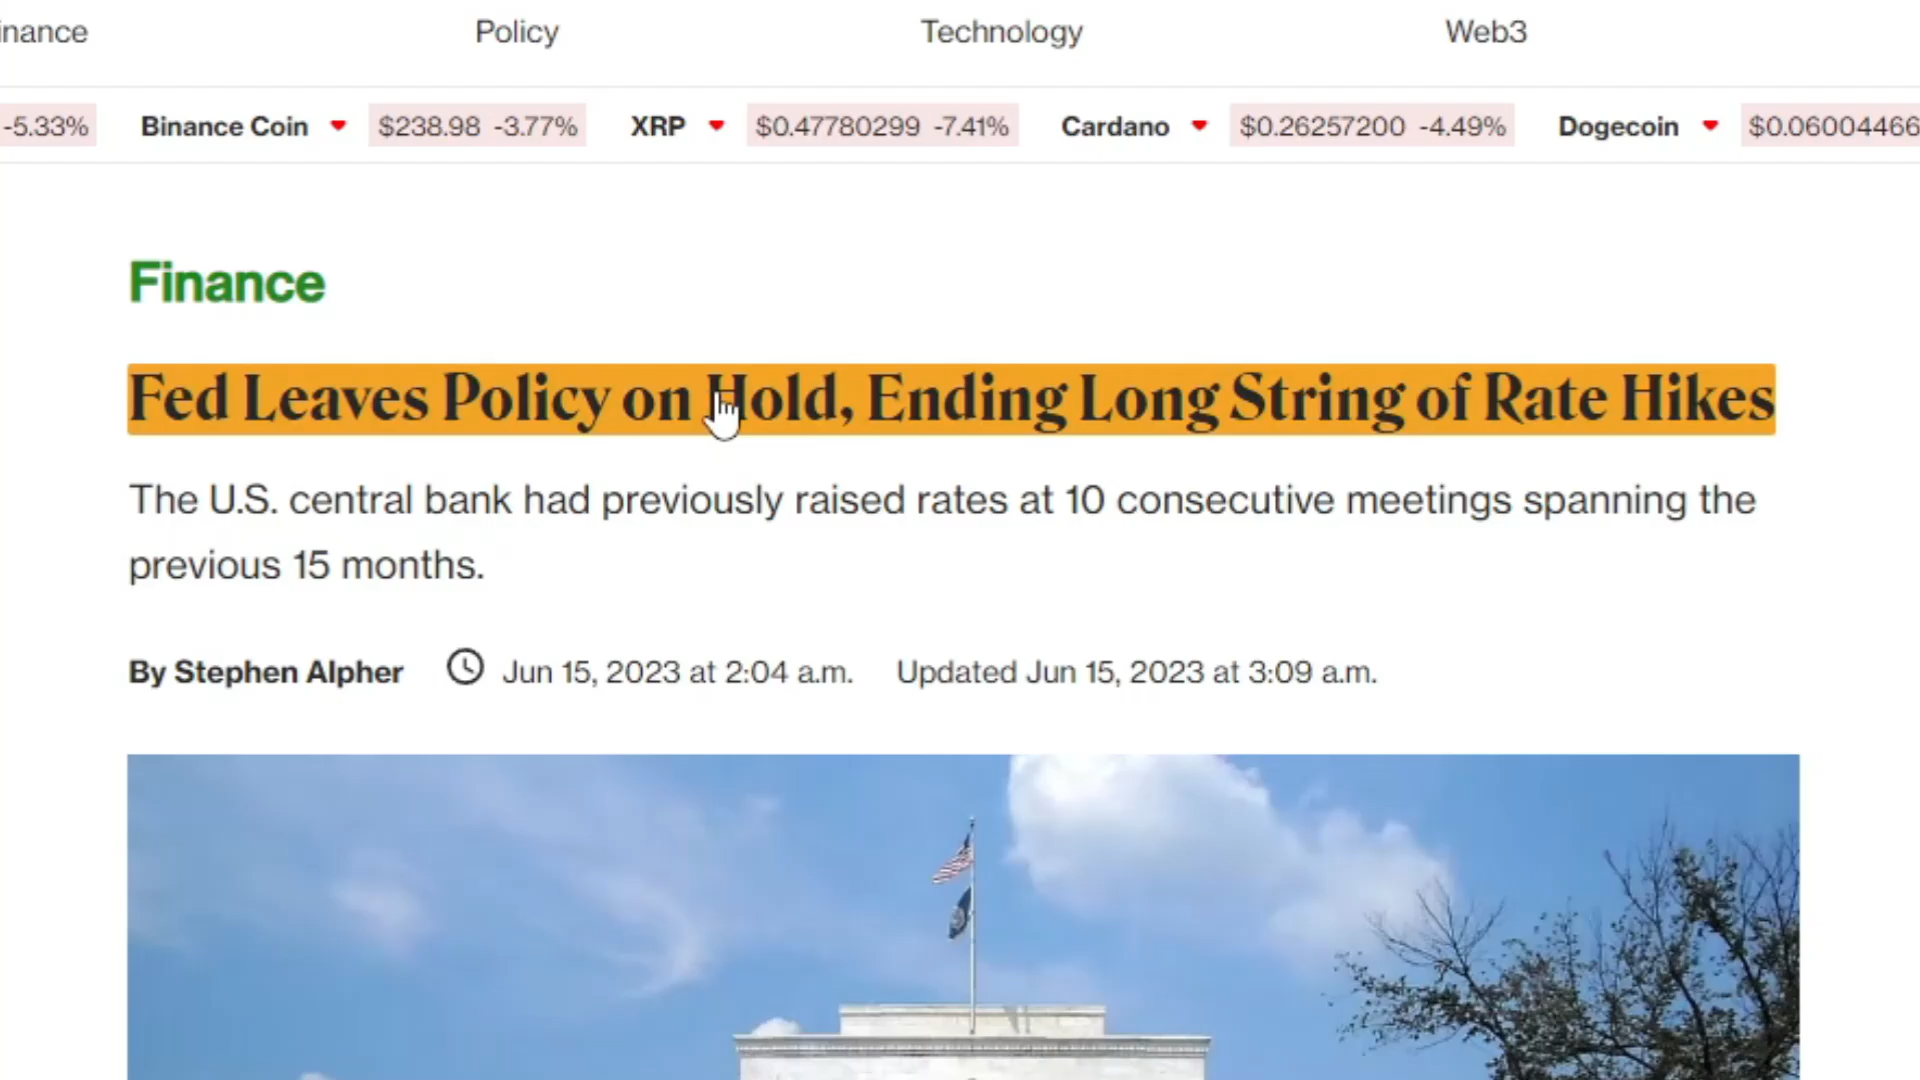 inance Policy Technology Web3
-5.33% Binance Coin $238.98 -3.77% XRP $0.47780299 -7.41% Cardano $0.26257200 -4.49% Dogecoin $0.06004466
Finance
Fed Leaves Policy on Hold, Ending Long String of Rate Hikes
The U.S. central bank had previously raised rates at 10 consecutive meetings spanning the
previous 15 months.
By Stephen Alpher Jun 15, 2023 at 2:04 a.m. Updated Jun 15, 2023 at 3:09 a.m.